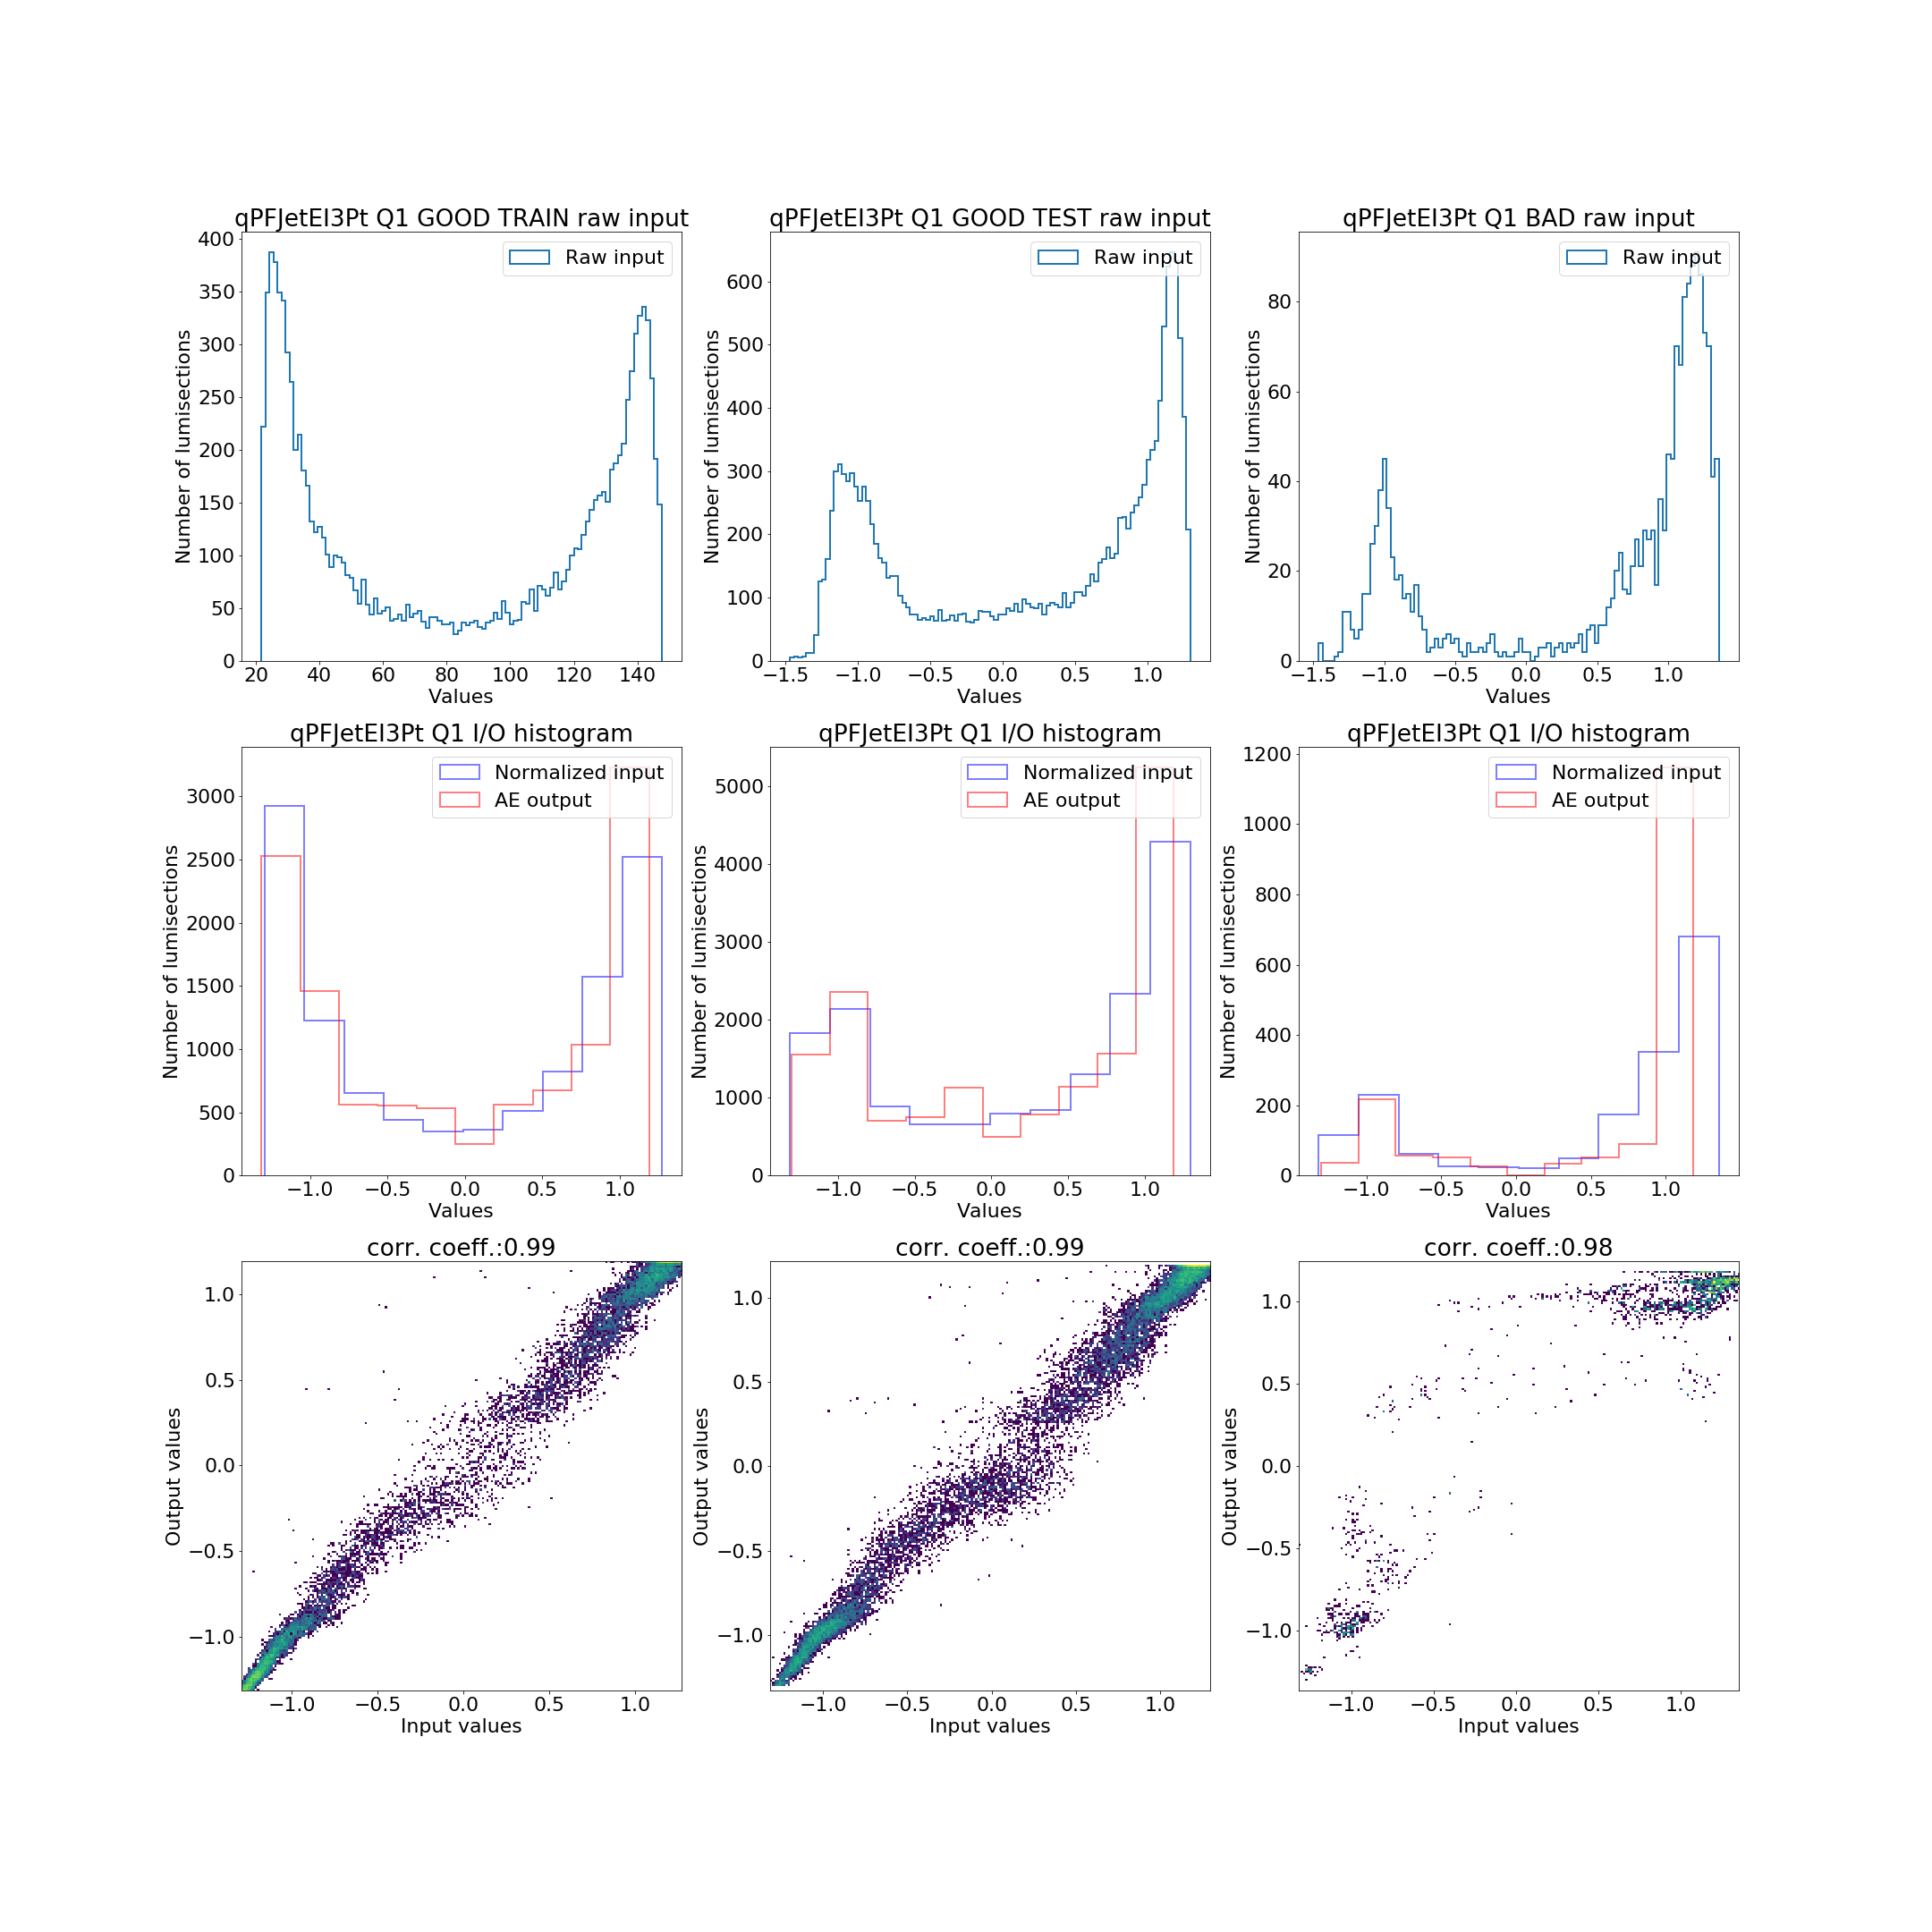 qPFJetEI3Pt Q1 GOOD TRAIN raw input
qPFJetEI3Pt Q1 GOOD TEST raw input
qPFJetEI3Pt Q1 BAD raw input
Number of lumisections
400
350
300
250
200
150
100
50
0
Raw input
20 40 60 80 100 120 140
Values
Number of lumisections
600
500
400
300
200
100
0
Raw input
−1.5 −1.0 −0.5 0.0 0.5 1.0
Values
Number of lumisections
80
60
40
20
0
Raw input
−1.5 −1.0 −0.5 0.0 0.5 1.0
Values
qPFJetEI3Pt Q1 I/O histogram
qPFJetEI3Pt Q1 I/O histogram
qPFJetEI3Pt Q1 I/O histogram
Number of lumisections
3000
2500
2000
1500
1000
500
0
Normalized input
AE output
−1.0 −0.5 0.0 0.5 1.0
Values
Number of lumisections
5000
4000
3000
2000
1000
0
Normalized input
AE output
−1.0 −0.5 0.0 0.5 1.0
Values
Number of lumisections
1200
1000
800
600
400
200
0
Normalized input
AE output
−1.0 −0.5 0.0 0.5 1.0
Values
corr. coeff.:0.99
corr. coeff.:0.99
corr. coeff.:0.98
Output values
1.0
0.5
0.0
−0.5
−1.0
−1.0 −0.5 0.0 0.5 1.0
Input values
Output values
1.0
0.5
0.0
−0.5
−1.0
−1.0 −0.5 0.0 0.5 1.0
Input values
Output values
1.0
0.5
0.0
−0.5
−1.0
−1.0 −0.5 0.0 0.5 1.0
Input values